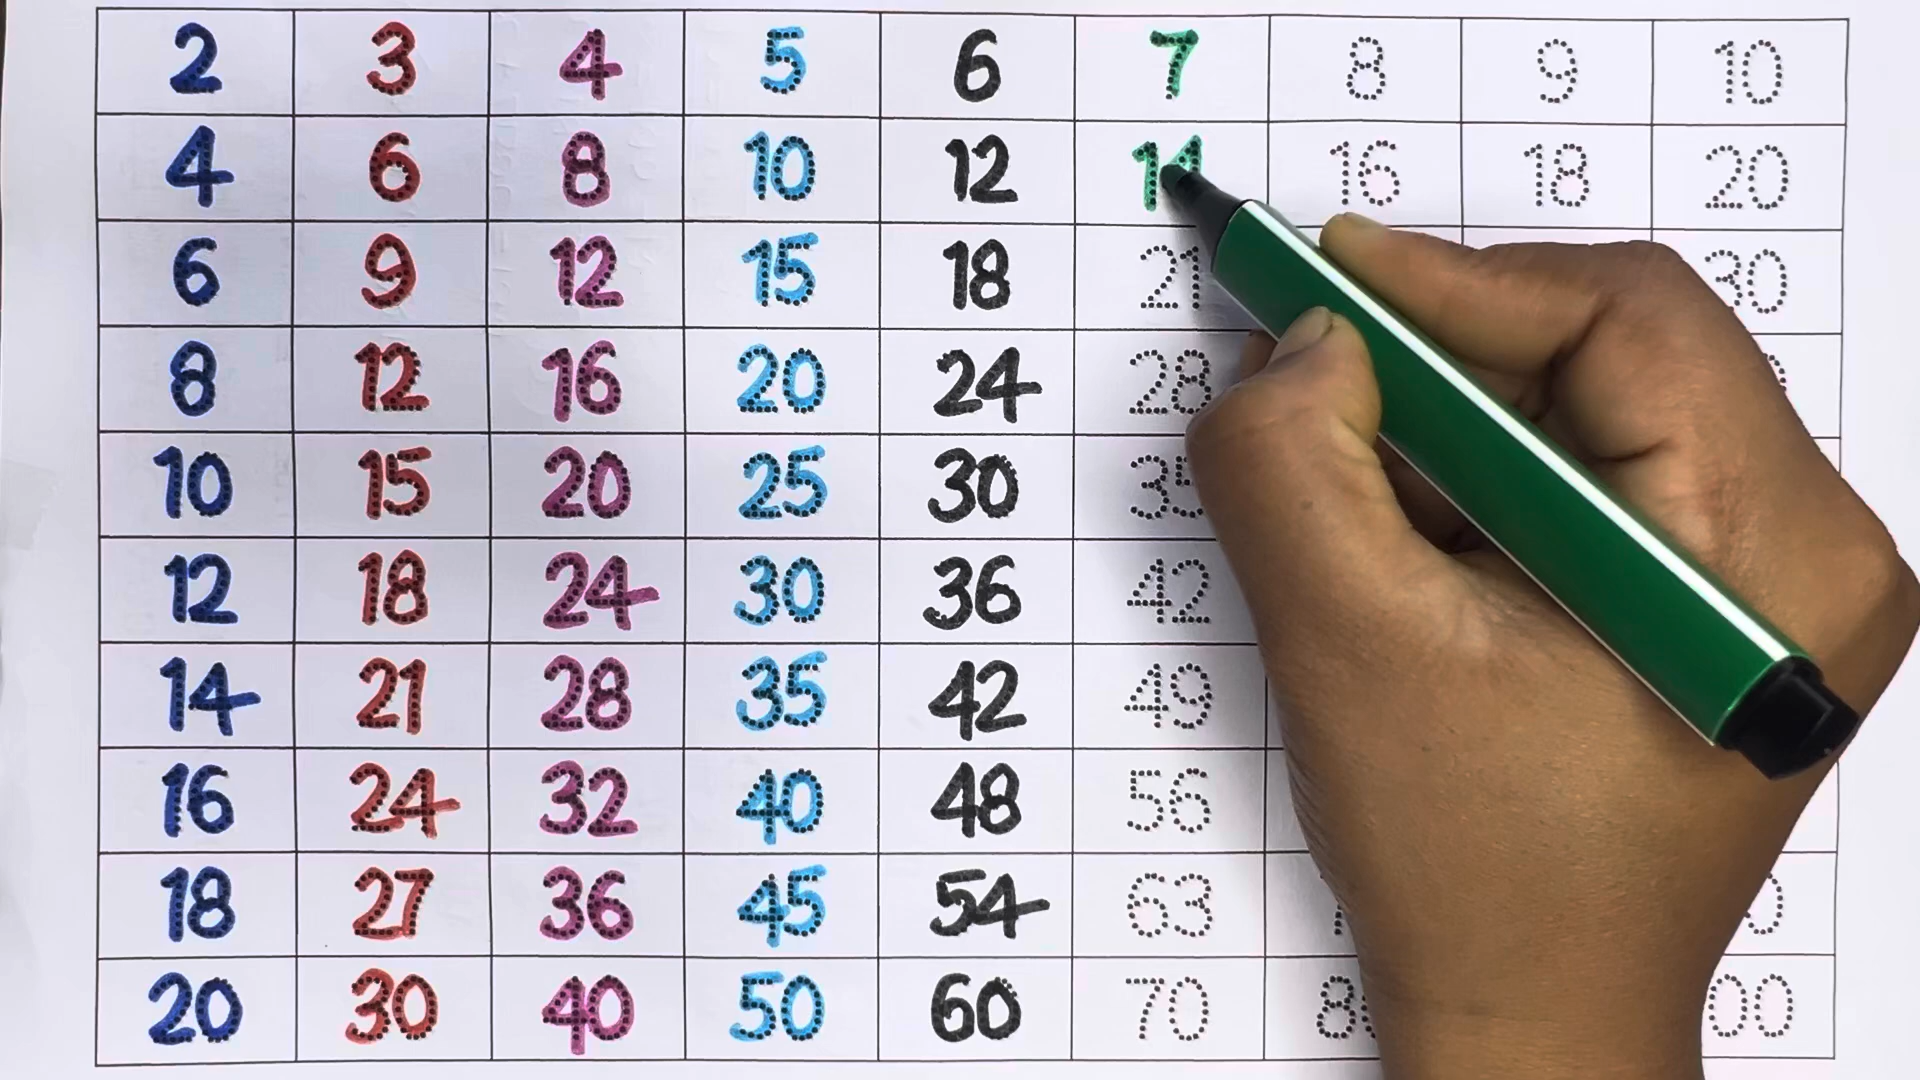 2 3 4 5 6 7 8 9 10
4 6 8 10 12 14 16 18 20
6 9 12 15 18 21 30
8 12 16 20 24 28
10 15 20 25 30 35
12 18 24 30 36 42
14 21 28 35 42 49
16 24 32 40 48 56
18 27 36 45 54 63
20 30 40 50 60 70